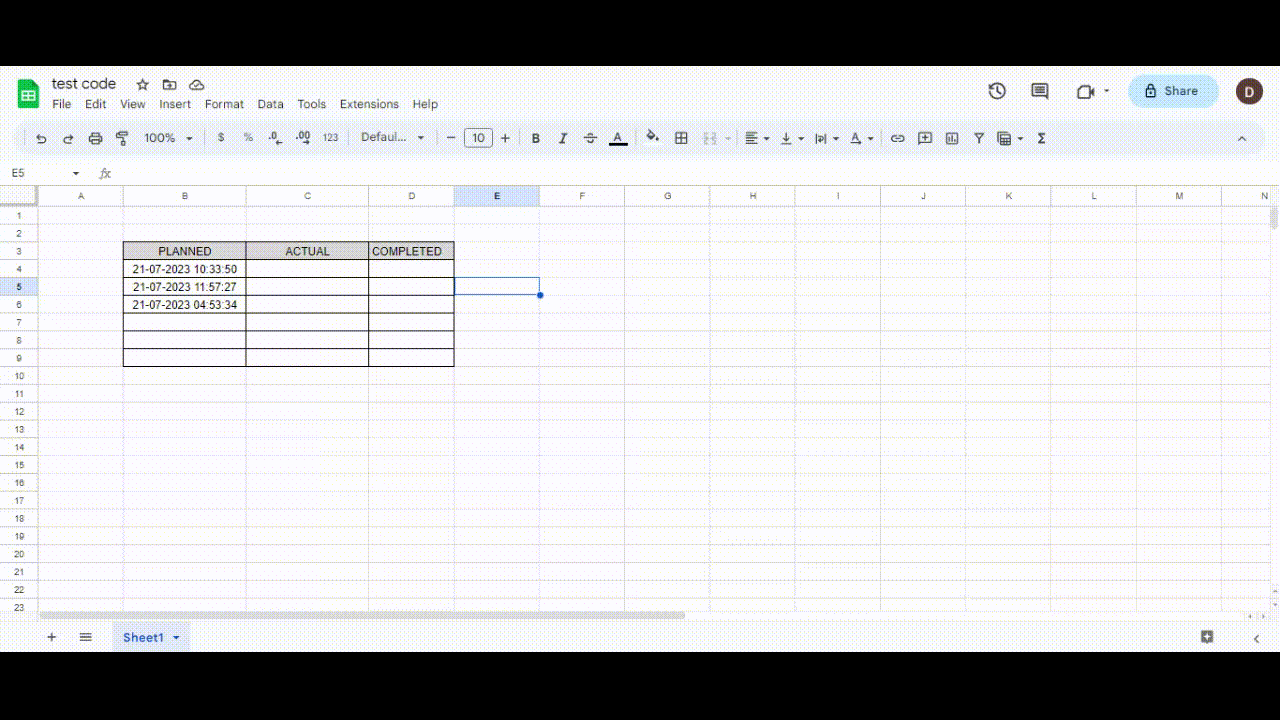 test code
File Edit View Insert Format Data Tools Extensions Help
Share
D
100% $ % .0 .00 123 Defaul... 10 B I A Σ
E5 fx
A B C D E F G H I J K L M N
1
2
3 PLANNED ACTUAL COMPLETED
4 21-07-2023 10:33:50
5 21-07-2023 11:57:27
6 21-07-2023 04:53:34
7
8
9
10
11
12
13
14
15
16
17
18
19
20
21
22
23
Sheet1